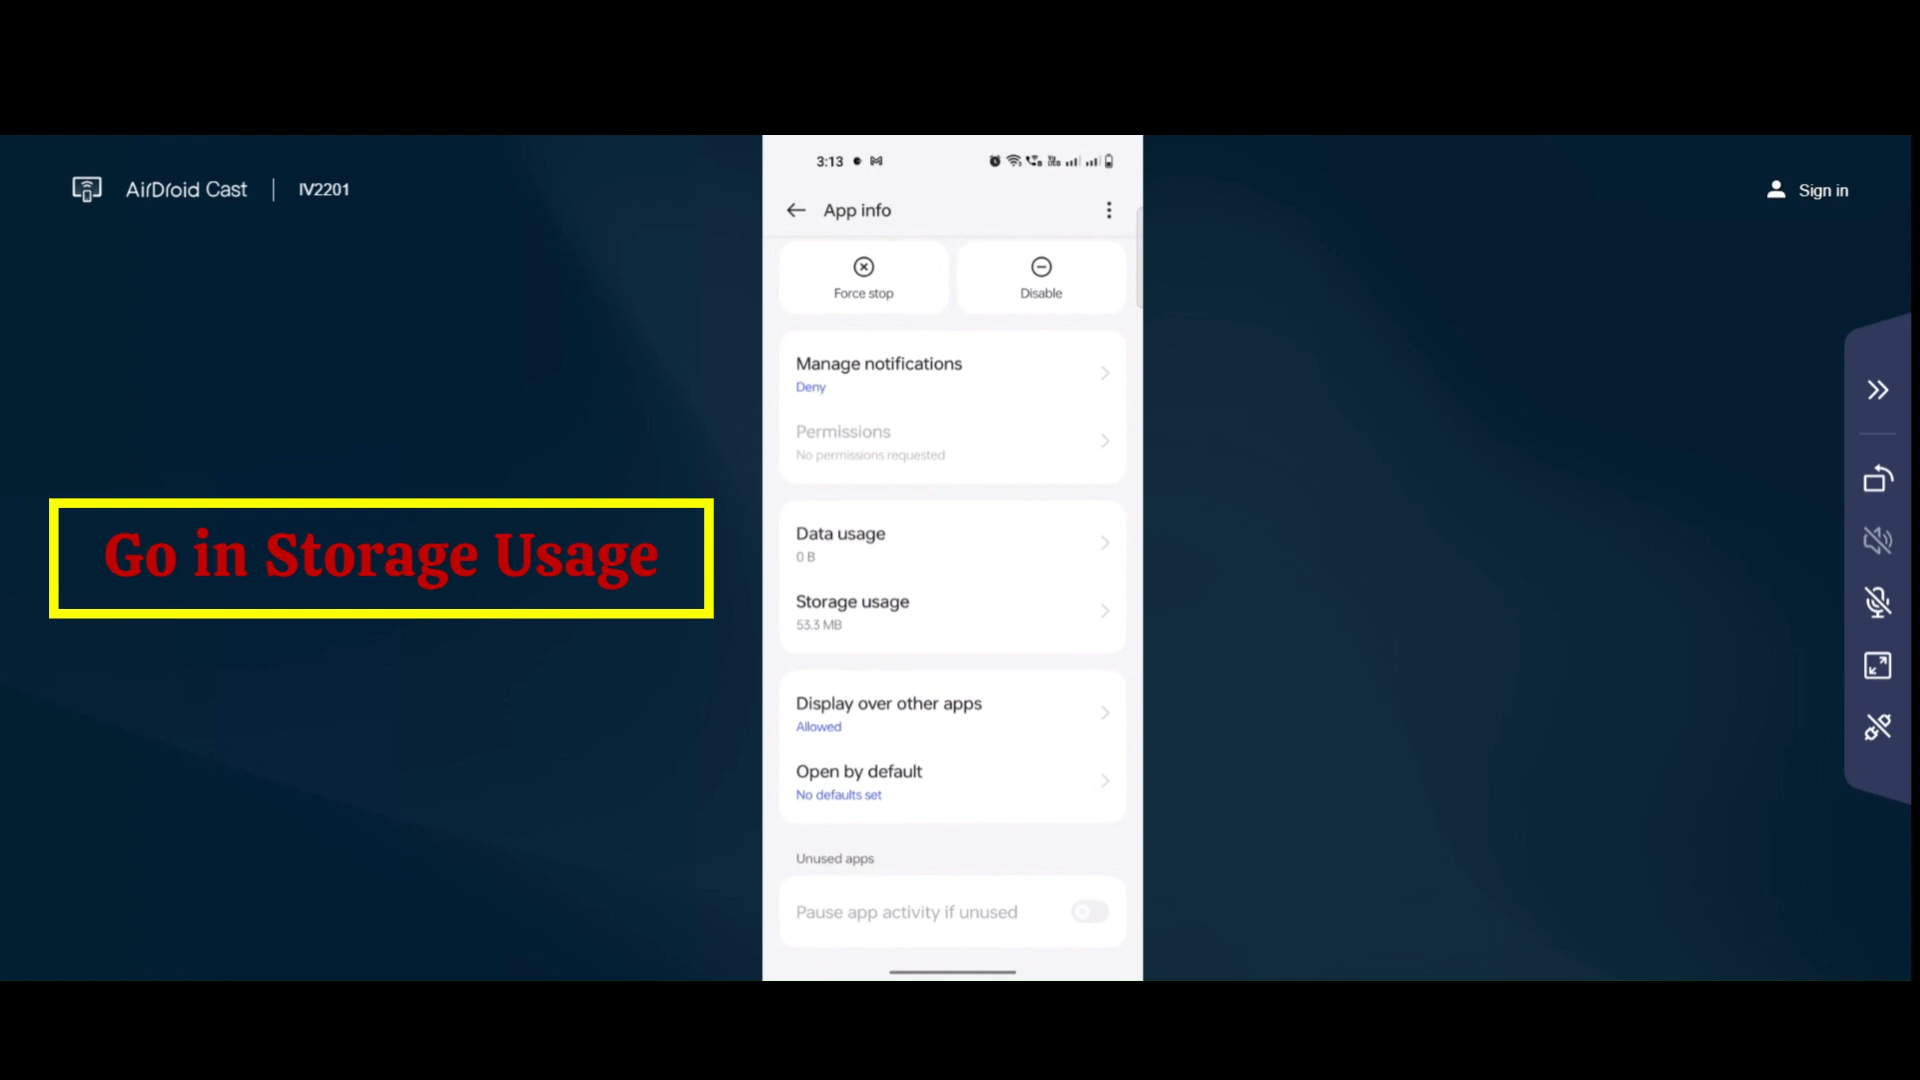 AirDroid Cast | IV2201
Sign in
3:13
App info
Force stop
Disable
Manage notifications
Deny
Permissions
No permissions requested
Go in Storage Usage
Data usage
0 B
Storage usage
53.3 MB
Display over other apps
Allowed
Open by default
No defaults set
Unused apps
Pause app activity if unused